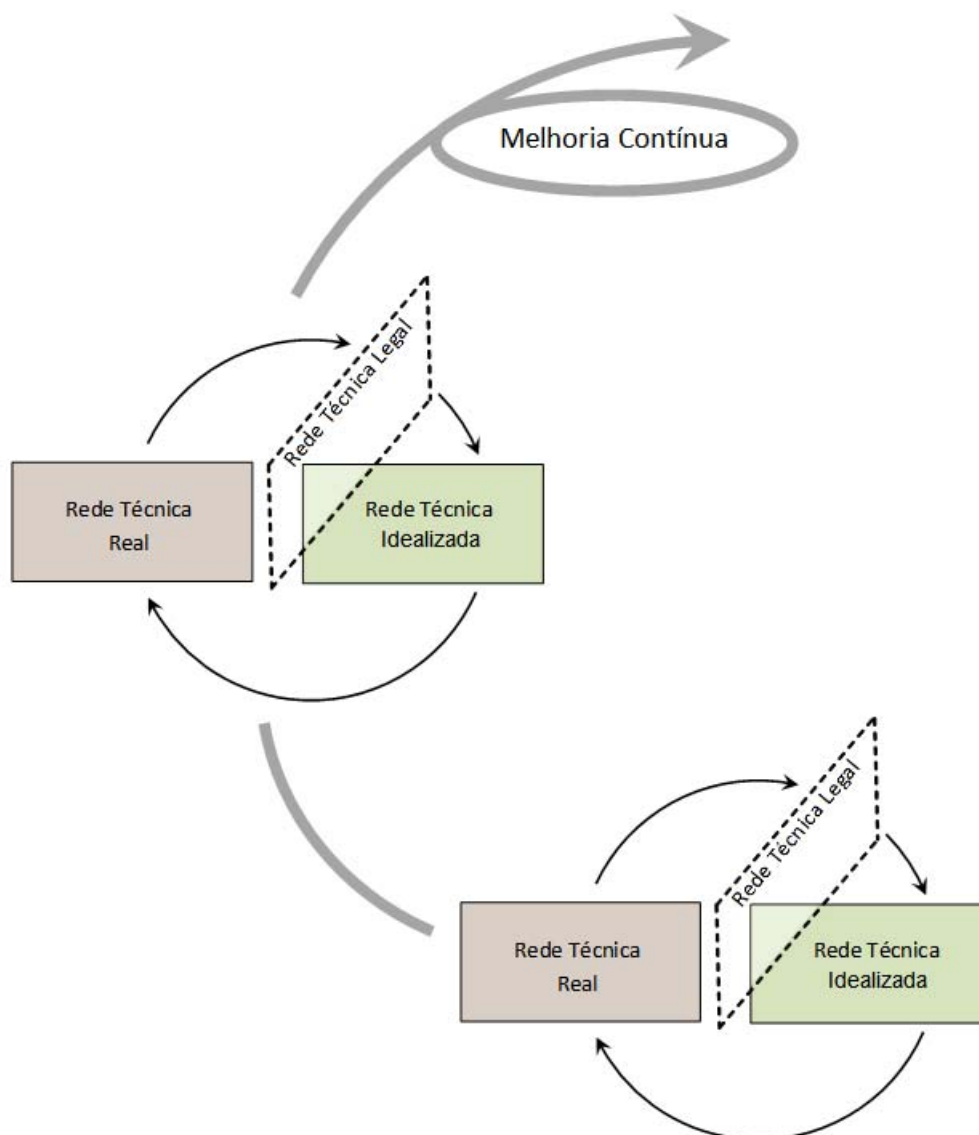 Melhoria Contínua
Rede Técnica Legal
Rede Técnica
Real
Rede Técnica
Idealizada
Rede Técnica Legal
Rede Técnica
Real
Rede Técnica
Idealizada